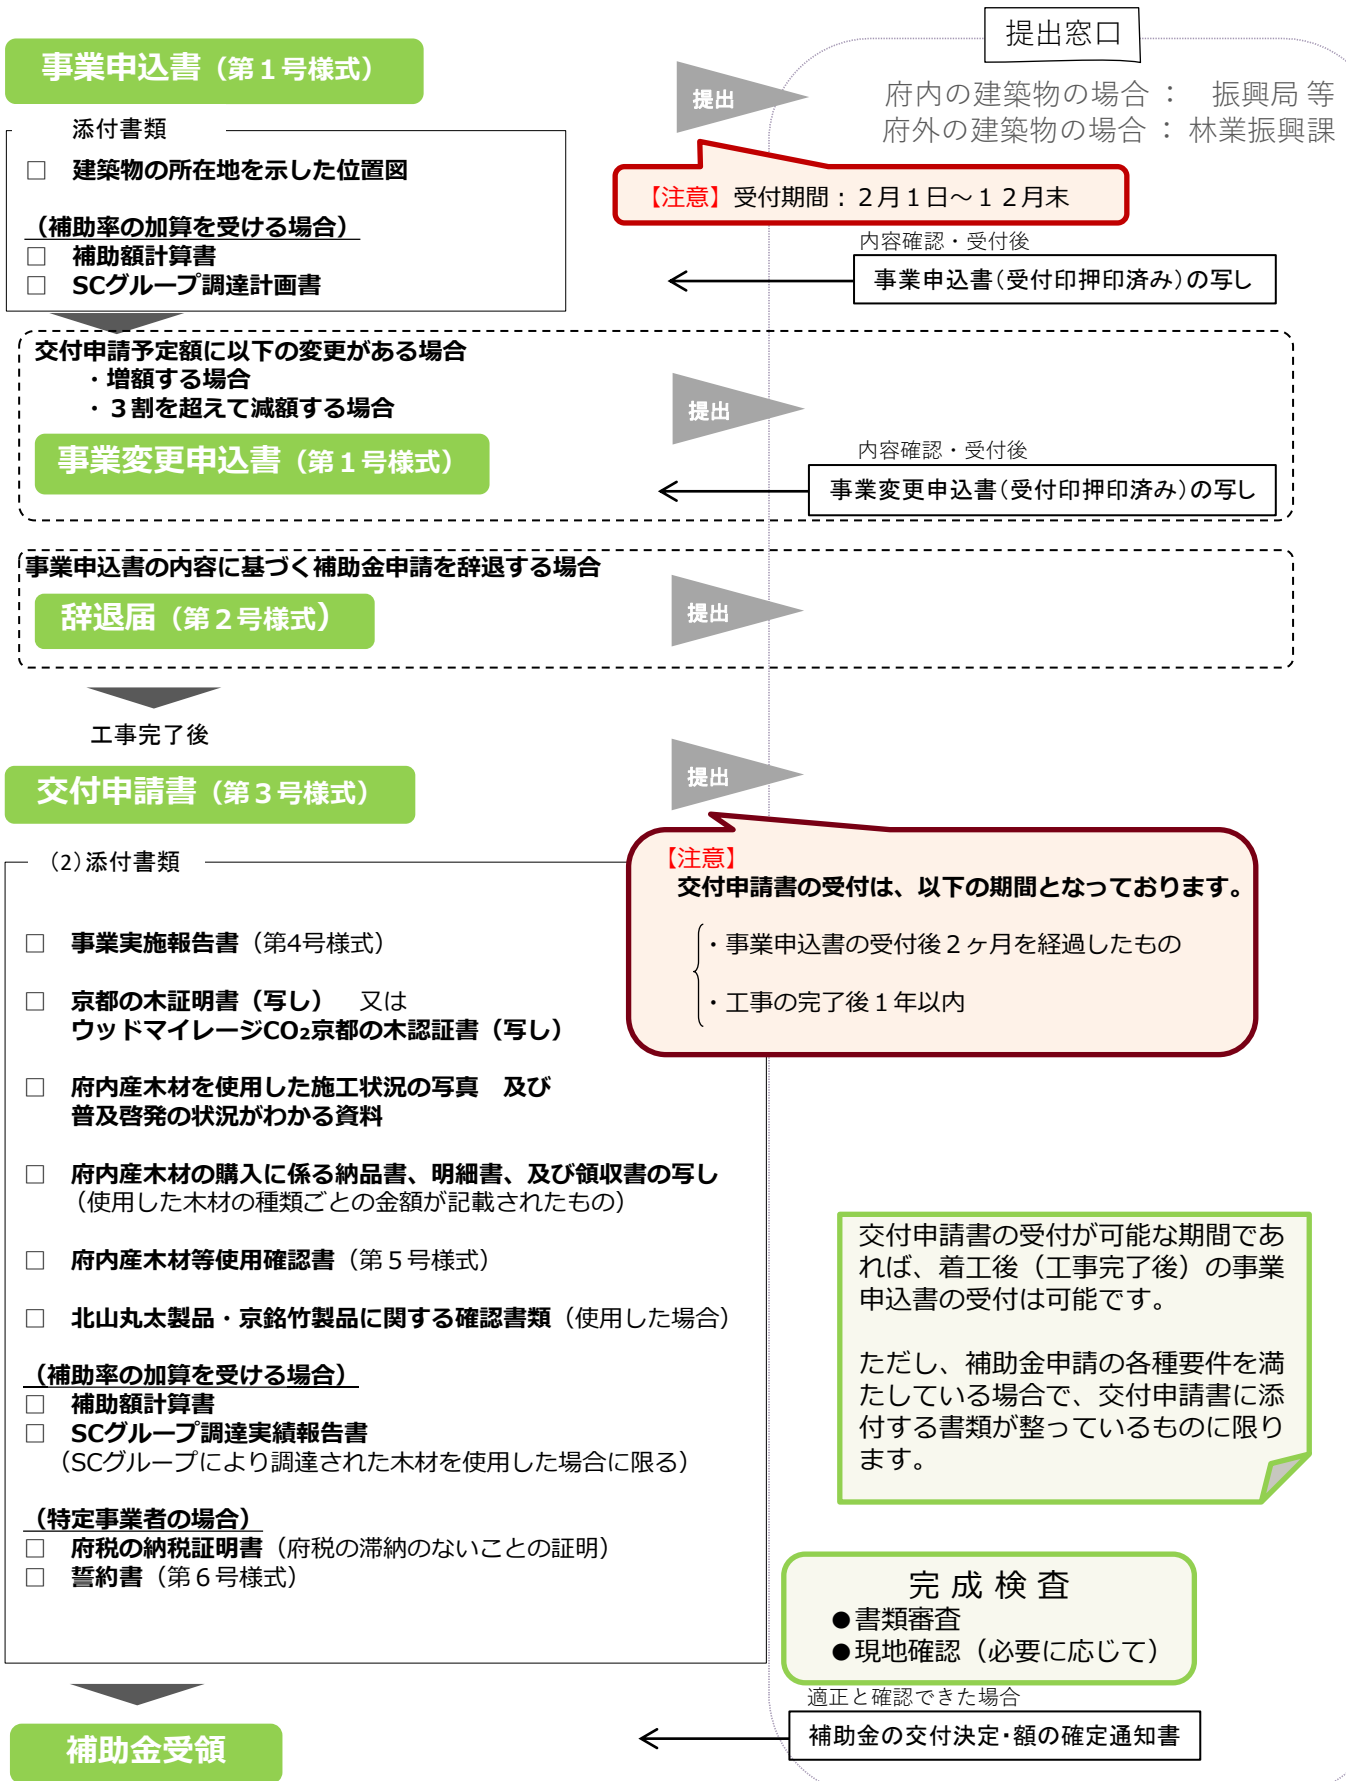 提出窓口
事業申込書（第１号様式）
提出
府内の建築物の場合： 振興局 等
府外の建築物の場合：林業振興課
添付書類
□ 建築物の所在地を示した位置図
（補助率の加算を受ける場合）
□ 補助額計算書
□ SCグループ調達計画書
【注意】受付期間：２月１日～１２月末
内容確認・受付後
事業申込書（受付印押印済み）の写し
交付申請予定額に以下の変更がある場合
・増額する場合
・３割を超えて減額する場合
提出
事業変更申込書（第１号様式）
内容確認・受付後
事業変更申込書（受付印押印済み）の写し
事業申込書の内容に基づく補助金申請を辞退する場合
辞退届（第２号様式）
提出
工事完了後
交付申請書（第３号様式）
提出
【注意】
交付申請書の受付は、以下の期間となっております。
・事業申込書の受付後２ヶ月を経過したもの
・工事の完了後１年以内
(2)添付書類
□ 事業実施報告書（第4号様式）
□ 京都の木証明書（写し） 又は
ウッドマイレージCO₂京都の木認証書（写し）
□ 府内産木材を使用した施工状況の写真 及び
普及啓発の状況がわかる資料
□ 府内産木材の購入に係る納品書、明細書、及び領収書の写し
（使用した木材の種類ごとの金額が記載されたもの）
□ 府内産木材等使用確認書（第５号様式）
□ 北山丸太製品・京銘竹製品に関する確認書類（使用した場合）
（補助率の加算を受ける場合）
□ 補助額計算書
□ SCグループ調達実績報告書
（SCグループにより調達された木材を使用した場合に限る）
（特定事業者の場合）
□ 府税の納税証明書（府税の滞納のないことの証明）
□ 誓約書（第６号様式）
交付申請書の受付が可能な期間であ
れば、着工後（工事完了後）の事業
申込書の受付は可能です。
ただし、補助金申請の各種要件を満
たしている場合で、交付申請書に添
付する書類が整っているものに限り
ます。
完 成 検 査
●書類審査
●現地確認（必要に応じて）
適正と確認できた場合
補助金の交付決定・額の確定通知書
補助金受領